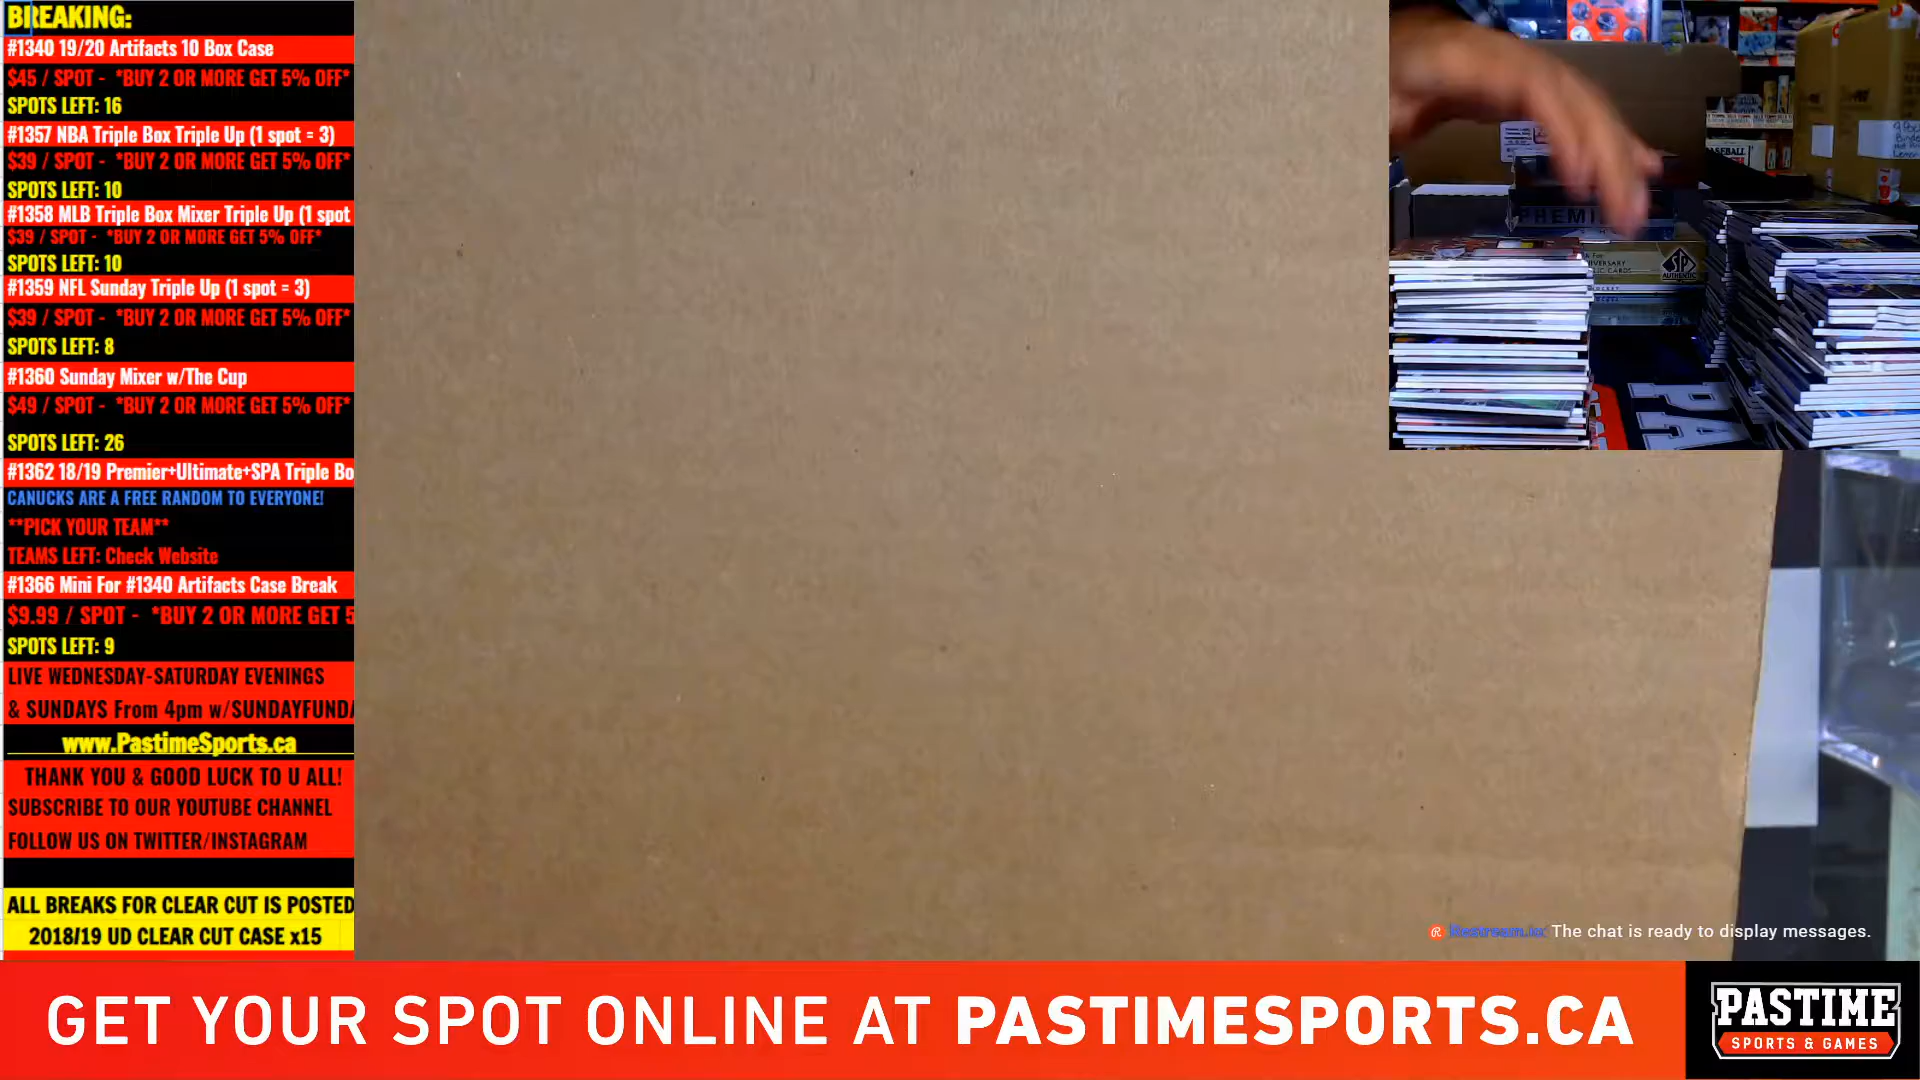 BREAKING:
#1340 19/20 Artifacts 10 Box Case
$45 / SPOT - *BUY 2 OR MORE GET 5% OFF*
SPOTS LEFT: 16
#1357 NBA Triple Box Triple Up (1 spot = 3)
$39 / SPOT - *BUY 2 OR MORE GET 5% OFF*
SPOTS LEFT: 10
#1358 MLB Triple Box Mixer Triple Up (1 spot
$39 / SPOT - *BUY 2 OR MORE GET 5% OFF*
SPOTS LEFT: 10
#1359 NFL Sunday Triple Up (1 spot = 3)
$39 / SPOT - *BUY 2 OR MORE GET 5% OFF*
SPOTS LEFT: 8
#1360 Sunday Mixer w/The Cup
$49 / SPOT - *BUY 2 OR MORE GET 5% OFF*
SPOTS LEFT: 26
#1362 18/19 Premier+Ultimate+SPA Triple Bo
CANUCKS ARE A FREE RANDOM TO EVERYONE!
**PICK YOUR TEAM**
TEAMS LEFT: Check Website
#1366 Mini For #1340 Artifacts Case Break
$9.99 / SPOT - *BUY 2 OR MORE GET 5
SPOTS LEFT: 9
LIVE WEDNESDAY-SATURDAY EVENINGS
& SUNDAYS From 4pm w/SUNDAYFUNDA
www.PastimeSports.ca
THANK YOU & GOOD LUCK TO U ALL!
SUBSCRIBE TO OUR YOUTUBE CHANNEL
FOLLOW US ON TWITTER/INSTAGRAM
ALL BREAKS FOR CLEAR CUT IS POSTED
2018/19 UD CLEAR CUT CASE x15
BASEBALL
PREMI
SP
AUTHENTIC
PA
Restream.io The chat is ready to display messages.
GET YOUR SPOT ONLINE AT PASTIMESPORTS.CA
PASTIME
SPORTS & GAMES